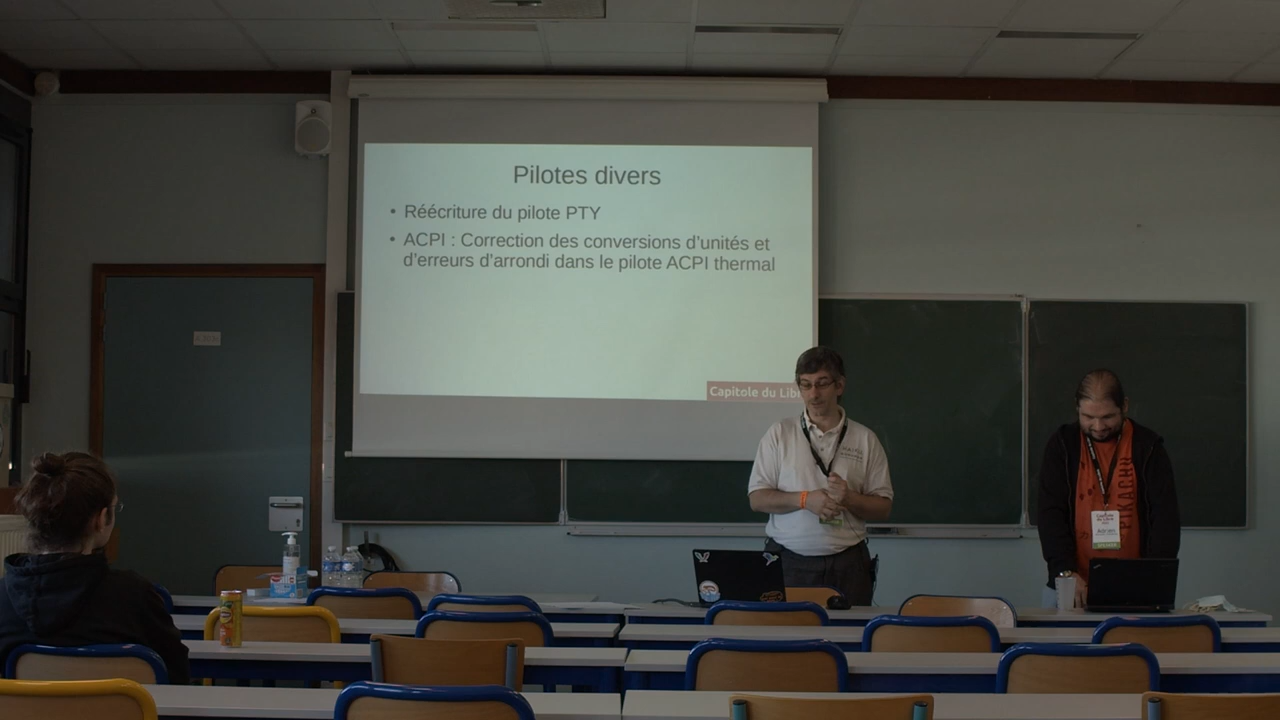 Pilotes divers
• Réécriture du pilote PTY
• ACPI : Correction des conversions d'unités et
d'erreurs d'arrondi dans le pilote ACPI thermal
Capitole du Lib
PIKACHU